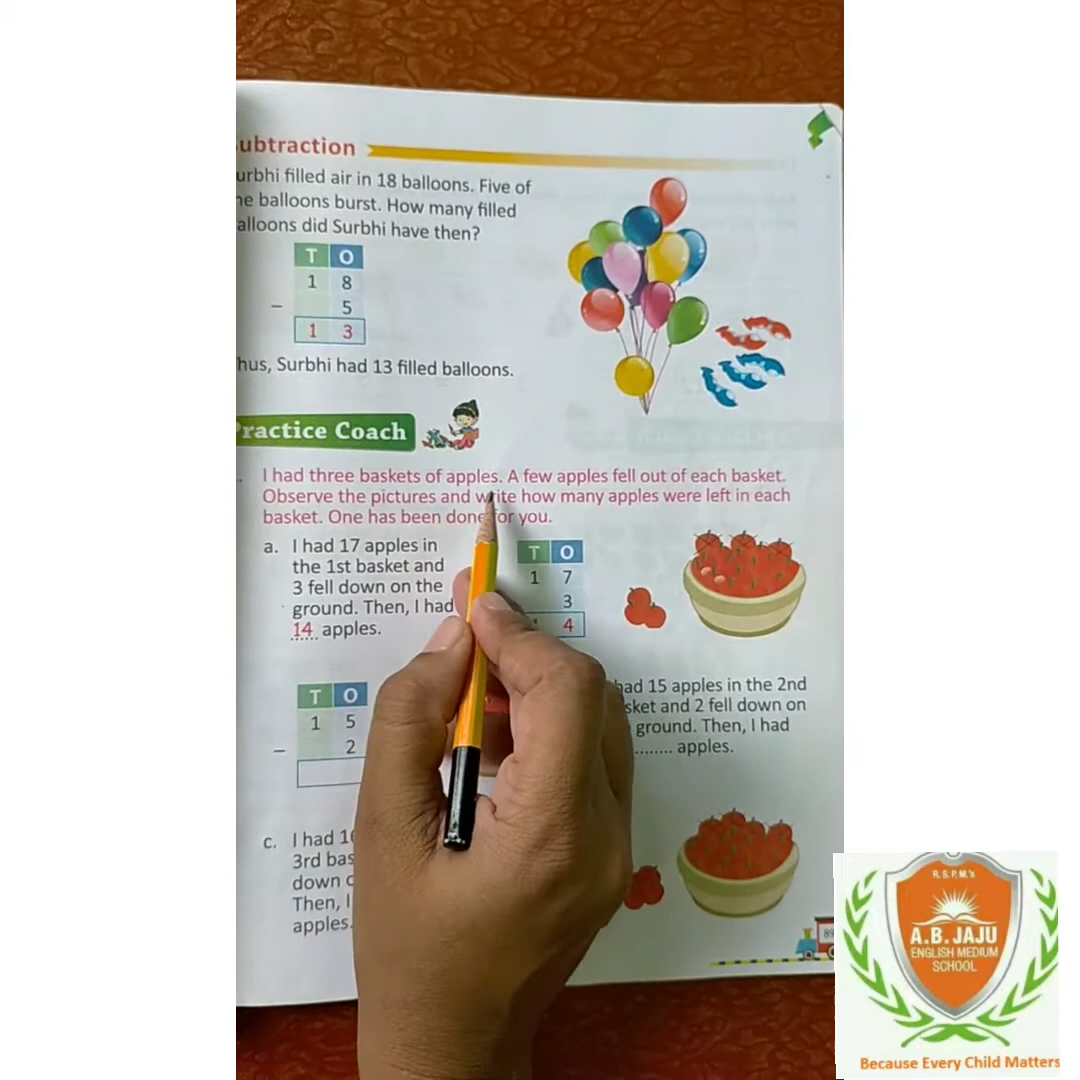 ubtraction
urbhi filled air in 18 balloons. Five of
he balloons burst. How many filled
alloons did Surbhi have then?
T O
1 8
– 5
1 3
hus, Surbhi had 13 filled balloons.
Practice Coach
I had three baskets of apples. A few apples fell out of each basket.
Observe the pictures and write how many apples were left in each
basket. One has been done for you.
a. I had 17 apples in
the 1st basket and
3 fell down on the
ground. Then, I had
14 apples.
T O
1 7
3
4
T O
1 5
– 2
had 15 apples in the 2nd
sket and 2 fell down on
ground. Then, I had
........ apples.
c. I had 1
3rd bas
down
Then, I
apples.
89
R. S. P. M.'s
A.B. JAJU
ENGLISH MEDIUM
SCHOOL
Because Every Child Matters